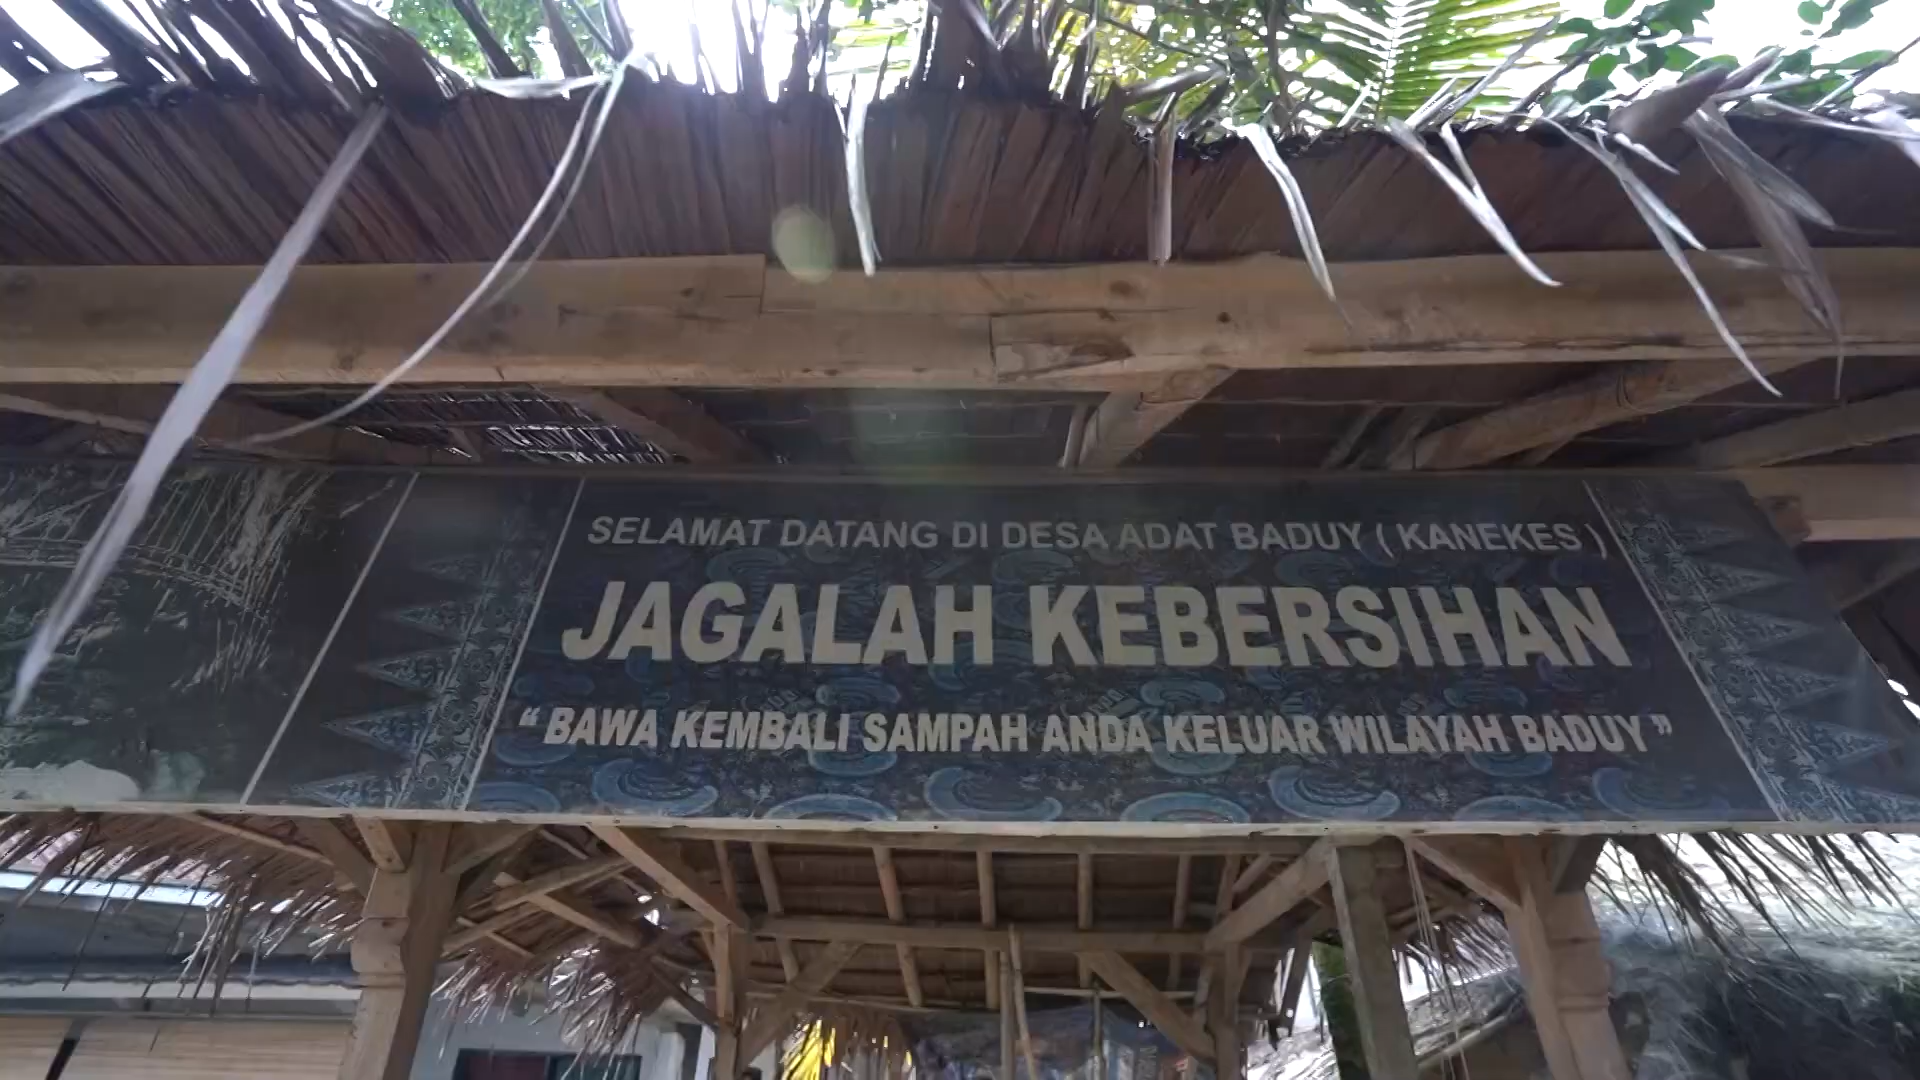 SELAMAT DATANG DI DESA ADAT BADUY ( KANEKES )
JAGALAH KEBERSIHAN
“ BAWA KEMBALI SAMPAH ANDA KELUAR WILAYAH BADUY ”